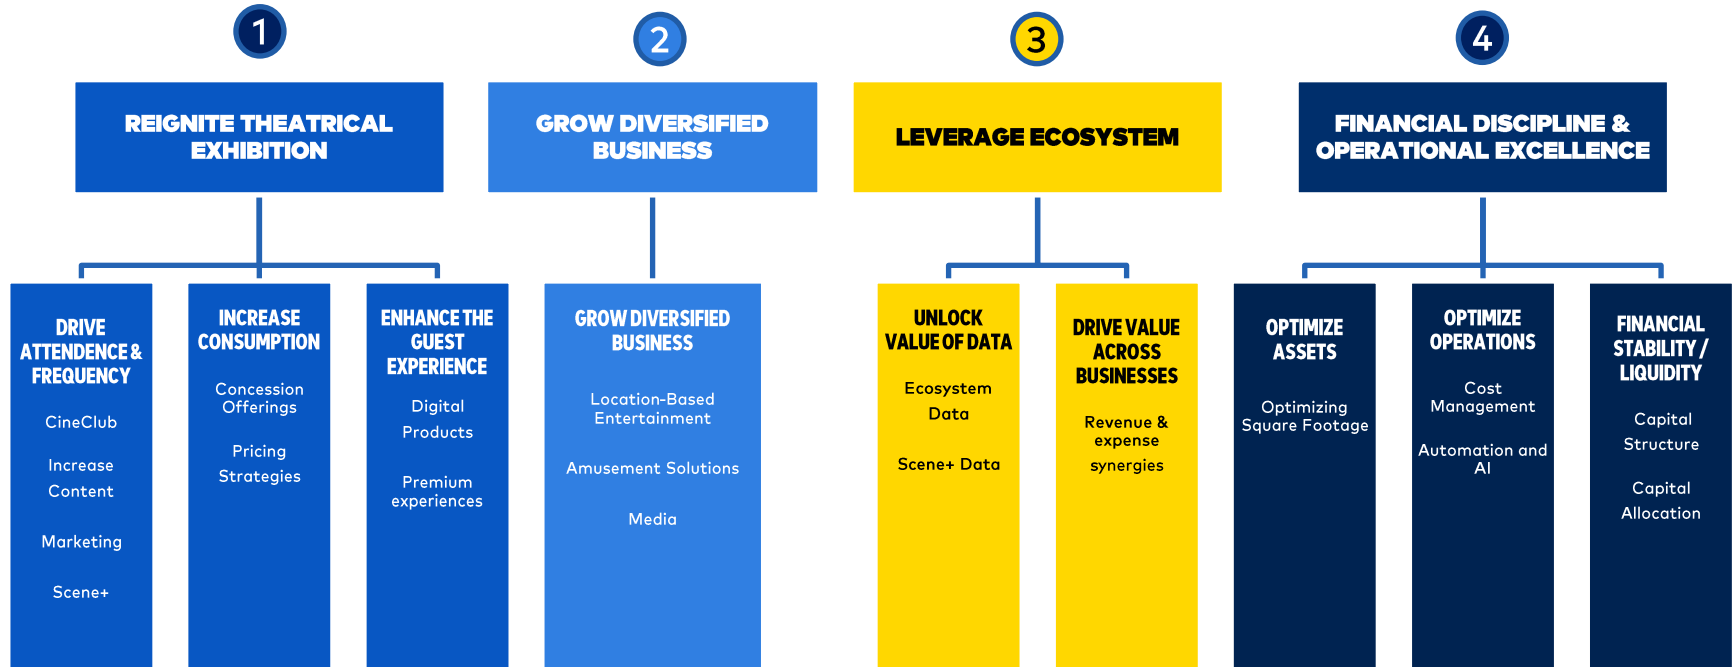 1
REIGNITE THEATRICAL
EXHIBITION
DRIVE
ATTENDENCE &
FREQUENCY
CineClub
Increase
Content
Marketing
Scene+
INCREASE
CONSUMPTION
Concession
Offerings
Pricing
Strategies
ENHANCE THE
GUEST
EXPERIENCE
Digital
Products
Premium
experiences
2
GROW DIVERSIFIED
BUSINESS
GROW DIVERSIFIED
BUSINESS
Location-Based
Entertainment
Amusement Solutions
Media
3
LEVERAGE ECOSYSTEM
UNLOCK
VALUE OF DATA
Ecosystem
Data
Scene+ Data
DRIVE VALUE
ACROSS
BUSINESSES
Revenue &
expense
synergies
4
FINANCIAL DISCIPLINE &
OPERATIONAL EXCELLENCE
OPTIMIZE
ASSETS
Optimizing
Square Footage
OPTIMIZE
OPERATIONS
Cost
Management
Automation and
AI
FINANCIAL
STABILITY /
LIQUIDITY
Capital
Structure
Capital
Allocation